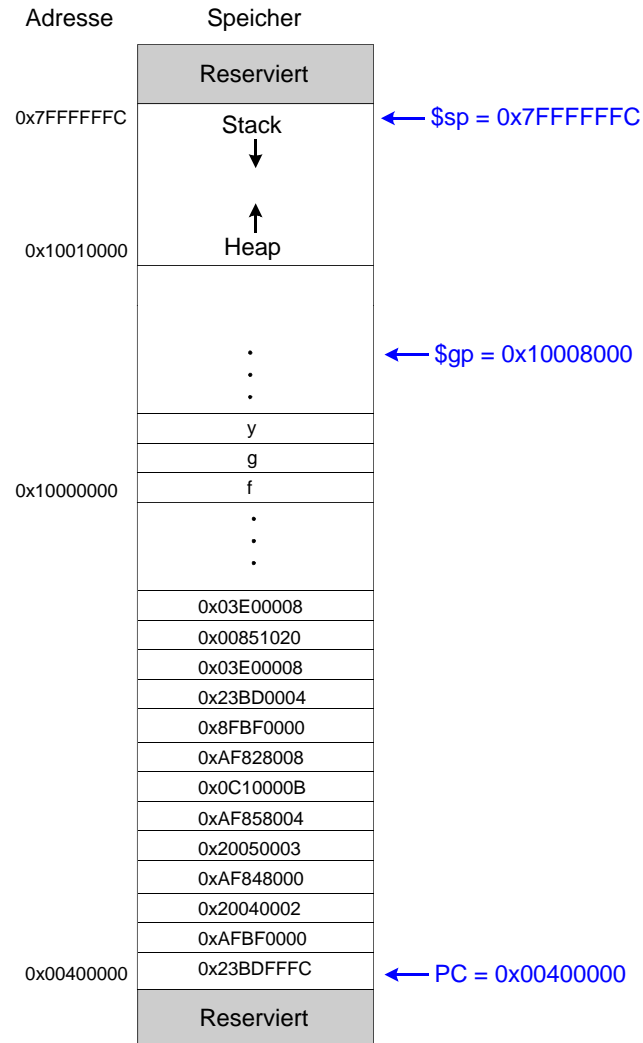 Adresse Speicher
Reserviert
0x7FFFFFFC Stack $sp = 0x7FFFFFFC
0x10010000 Heap
$gp = 0x10008000
y
g
0x10000000 f
0x03E00008
0x00851020
0x03E00008
0x23BD0004
0x8FBF0000
0xAF828008
0x0C10000B
0xAF858004
0x20050003
0xAF848000
0x20040002
0xAFBF0000
0x00400000 0x23BDFFFC PC = 0x00400000
Reserviert